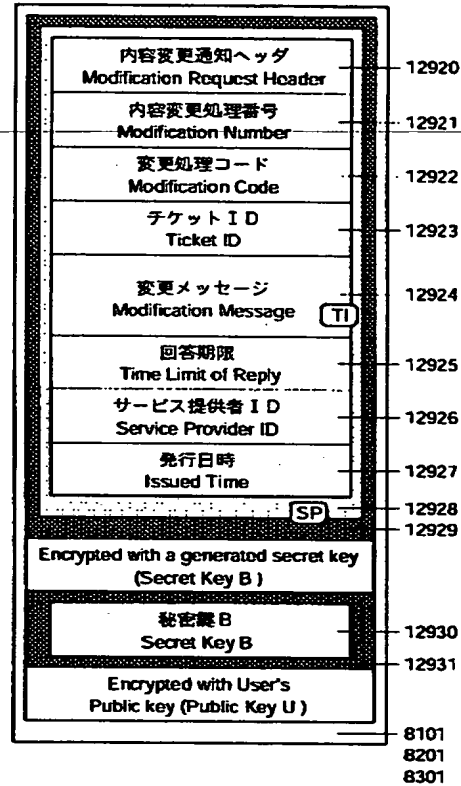 内容変更通知ヘッダ
Modification Request Header
12920
内容変更処理番号
Modification Number
12921
変更処理コード
Modification Code
12922
チケットID
Ticket ID
12923
変更メッセージ
Modification Message
12924
TI
回答期限
Time Limit of Reply
12925
サービス提供者ID
Service Provider ID
12926
発行日時
Issued Time
12927
SP
12928
12929
Encrypted with a generated secret key
(Secret Key B)
秘密鍵B
Secret Key B
12930
12931
Encrypted with User's
Public key (Public Key U)
8101
8201
8301